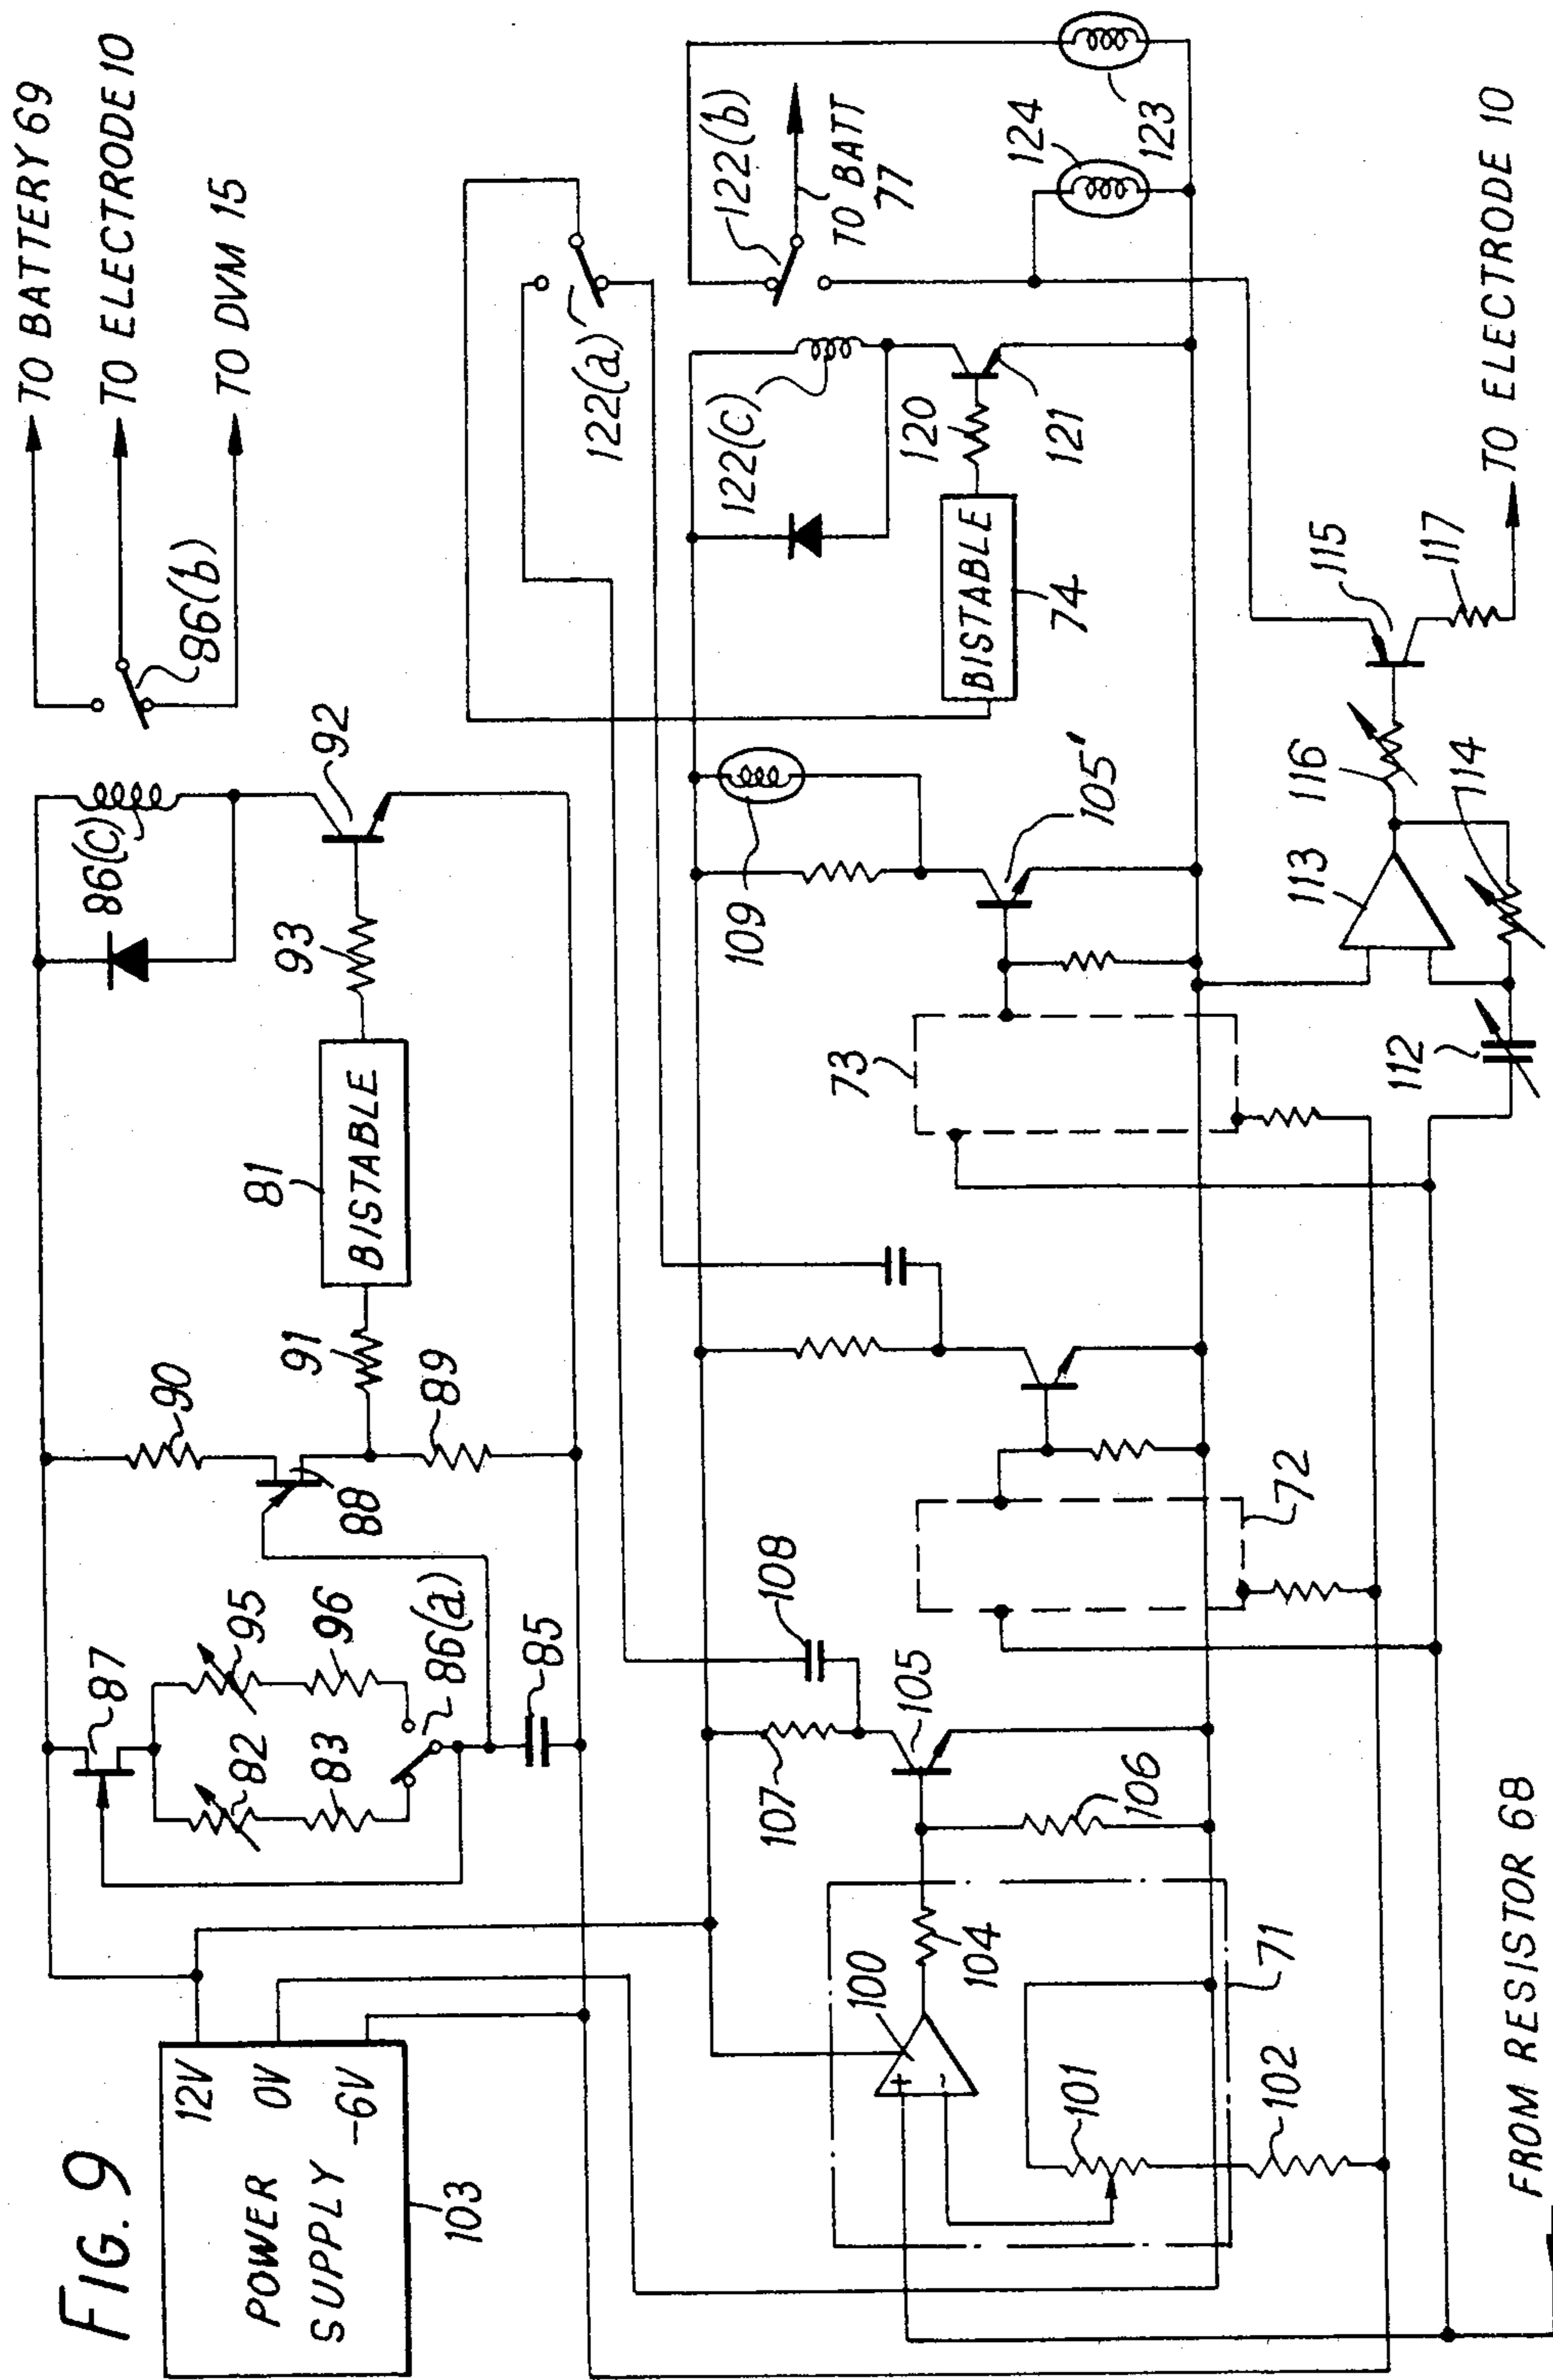 FIG. 9
POWER
SUPPLY
12V
0V
-6V
103
87
82
95
83
96
86(a)
85
88
90
89
91
81
BISTABLE
93
92
86(c)
86(b)
TO BATTERY 69
TO ELECTRODE 10
TO DVM 15
100
+
-
104
101
102
71
107
108
105
106
72
73
109
105'
BISTABLE
74
120
121
122(c)
122(a)
122(b)
TO BATT
77
124
123
112
113
114
116
115
117
TO ELECTRODE 10
FROM RESISTOR 68